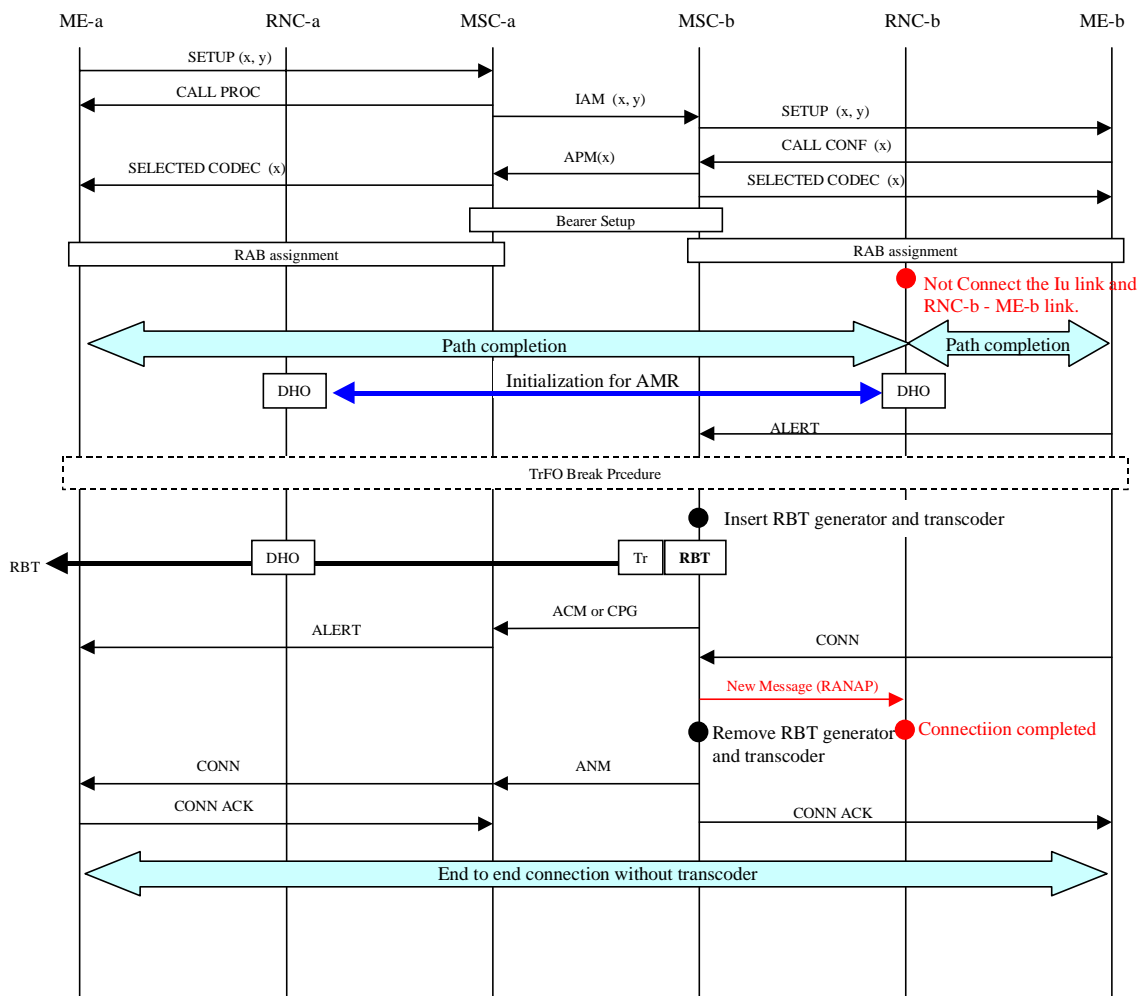 ME-a RNC-a MSC-a MSC-b RNC-b ME-b
SETUP (x, y)
CALL PROC
IAM (x, y)
SETUP (x, y)
CALL CONF (x)
APM(x)
SELECTED CODEC (x)
SELECTED CODEC (x)
Bearer Setup
RAB assignment
RAB assignment
Not Connect the Iu link and
RNC-b - ME-b link.
Path completion
Path completion
DHO
Initialization for AMR
DHO
ALERT
TrFO Break Prcedure
Insert RBT generator and transcoder
RBT
DHO
Tr
RBT
ACM or CPG
ALERT
CONN
New Message (RANAP)
Remove RBT generator
and transcoder
Connectiion completed
CONN
ANM
CONN ACK
CONN ACK
End to end connection without transcoder